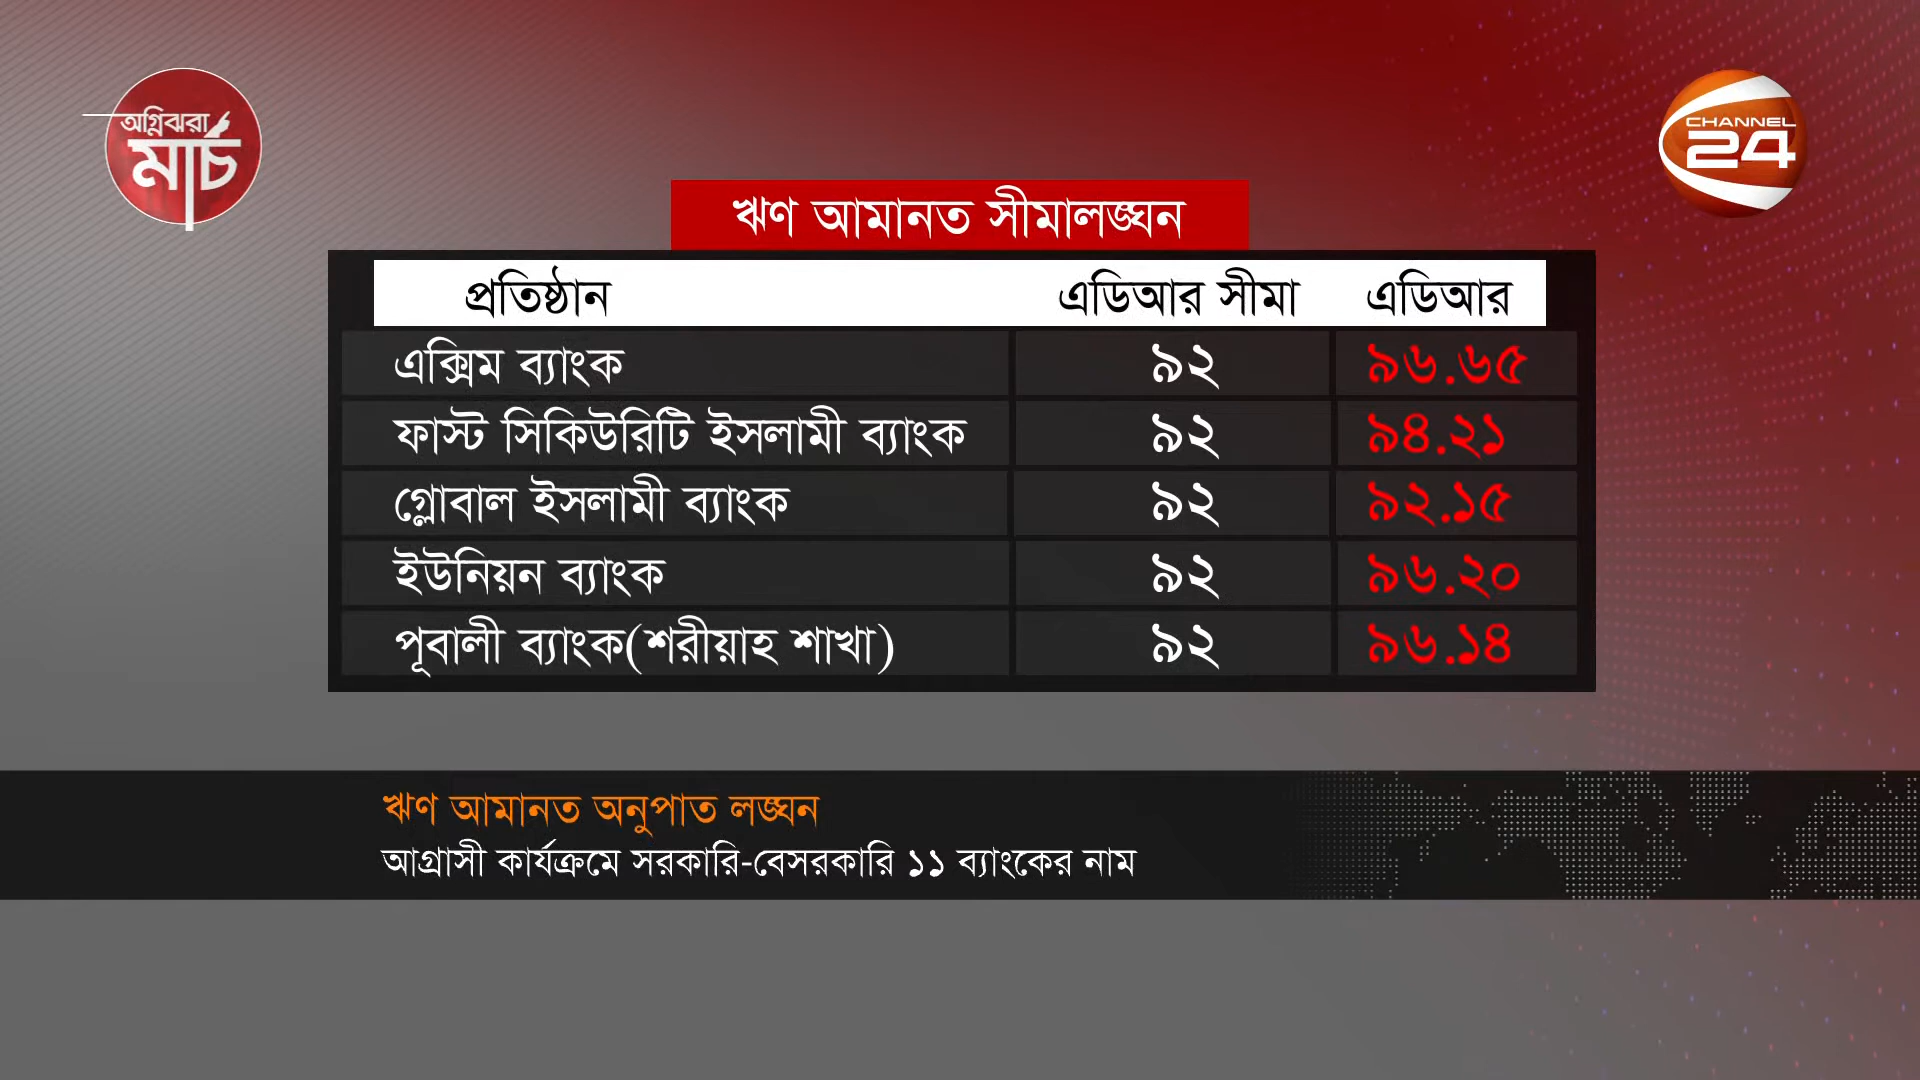 অগ্নিঝরা
মার্চ
CHANNEL
24
ঋণ আমানত সীমালঙ্ঘন
প্রতিষ্ঠান এডিআর সীমা এডিআর
এক্সিম ব্যাংক ৯২ ৯৬.৬৫
ফাস্ট সিকিউরিটি ইসলামী ব্যাংক ৯২ ৯৪.২১
গ্লোবাল ইসলামী ব্যাংক ৯২ ৯২.১৫
ইউনিয়ন ব্যাংক ৯২ ৯৬.২০
পূবালী ব্যাংক(শরীয়াহ শাখা) ৯২ ৯৬.১৪
ঋণ আমানত অনুপাত লঙ্ঘন
আগ্রাসী কার্যক্রমে সরকারি-বেসরকারি ১১ ব্যাংকের নাম